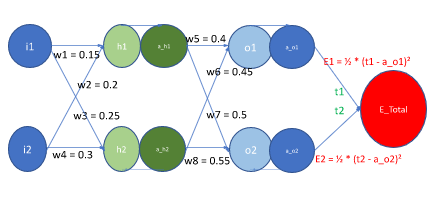 i1
h1
a_h1
w5 = 0.4
o1
a_o1
w1 = 0.15
E1 = ½ * (t1 - a_o1)²
w6 = 0.45
w2 = 0.2
t1
E_Total
t2
w3 = 0.25
w7 = 0.5
i2
w4 = 0.3
h2
a_h2
w8 = 0.55
o2
a_o2
E2 = ½ * (t2 - a_o2)²